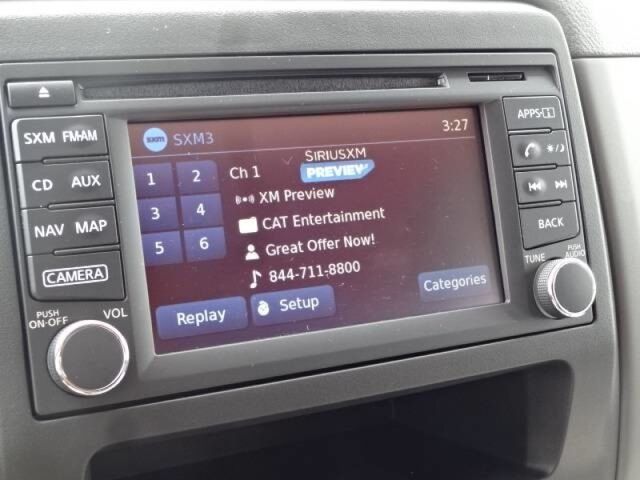 SXM FM·AM
CD AUX
NAV MAP
CAMERA
PUSH
ON·OFF
VOL
sxm SXM3
3:27
1 2
3 4
5 6
Ch 1
SIRIUSXM
PREVIEW
XM Preview
CAT Entertainment
Great Offer Now!
844-711-8800
Replay
Setup
Categories
APPS·i
BACK
TUNE
PUSH
AUDIO